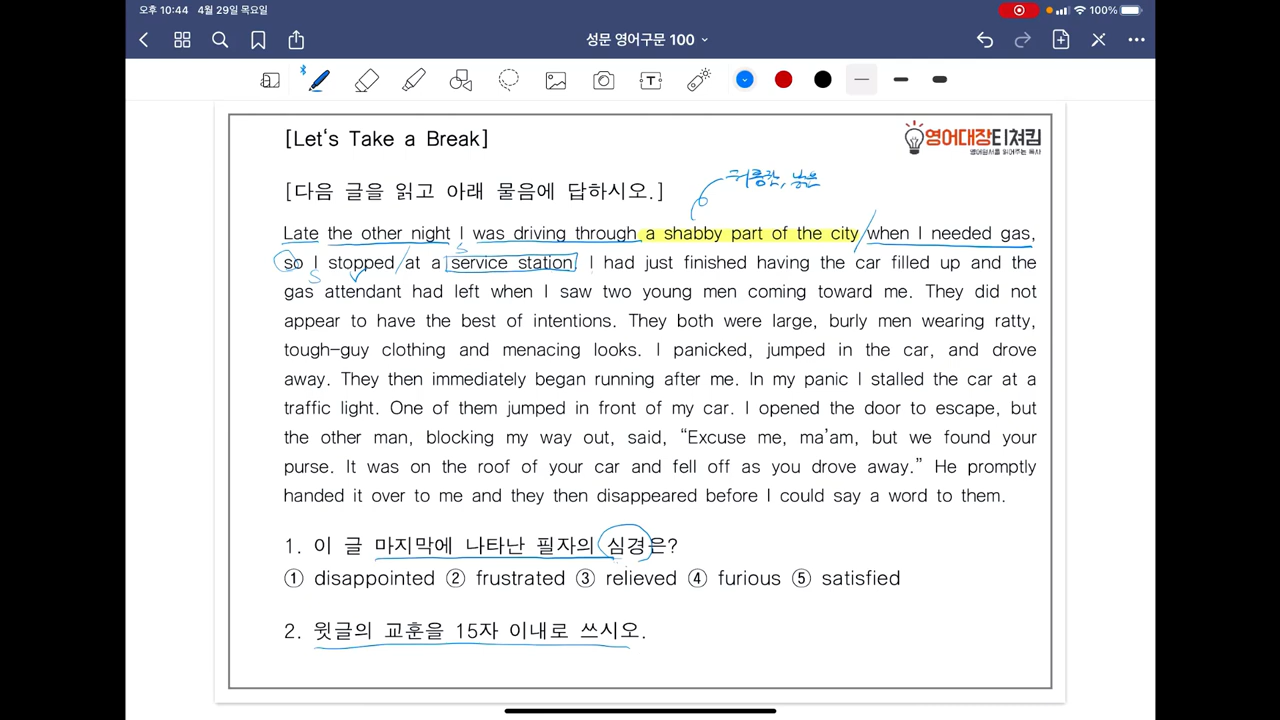 오후 10:44 4월 29일 목요일
100%
성문 영어구문 100
[Let's Take a Break]
영어대장티쳐킴
[다음 글을 읽고 아래 물음에 답하시오.]
Late the other night I was driving through a shabby part of the city when I needed gas,
so I stopped at a service station. I had just finished having the car filled up and the
S
S
gas attendant had left when I saw two young men coming toward me. They did not
appear to have the best of intentions. They both were large, burly men wearing ratty,
tough-guy clothing and menacing looks. I panicked, jumped in the car, and drove
away. They then immediately began running after me. In my panic I stalled the car at a
traffic light. One of them jumped in front of my car. I opened the door to escape, but
the other man, blocking my way out, said, “Excuse me, ma'am, but we found your
purse. It was on the roof of your car and fell off as you drove away.” He promptly
handed it over to me and they then disappeared before I could say a word to them.
1. 이 글 마지막에 나타난 필자의 심경은?
① disappointed ② frustrated ③ relieved ④ furious ⑤ satisfied
2. 윗글의 교훈을 15자 이내로 쓰시오.